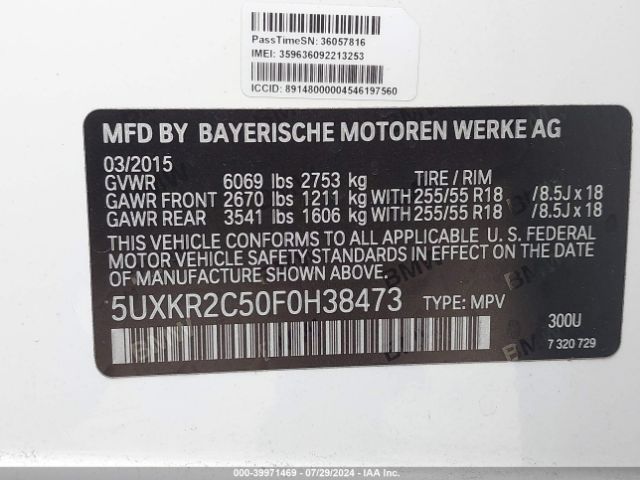 PassTimeSN: 36057816
IMEI: 359636092213253
ICCID: 89148000004546197560
MFD BY BAYERISCHE MOTOREN WERKE AG
03/2015
GVWR 6069 lbs 2753 kg TIRE / RIM
GAWR FRONT 2670 lbs 1211 kg WITH 255/55 R18 /8.5J x 18
GAWR REAR 3541 lbs 1606 kg WITH 255/55 R18 /8.5J x 18
THIS VEHICLE CONFORMS TO ALL APPLICABLE U. S. FEDERAL
MOTOR VEHICLE SAFETY STANDARDS IN EFFECT ON THE DATE
OF MANUFACTURE SHOWN ABOVE.
5UXKR2C50F0H38473 TYPE: MPV
300U
7 320 729
000-39971469 - 07/29/2024 - IAA Inc.